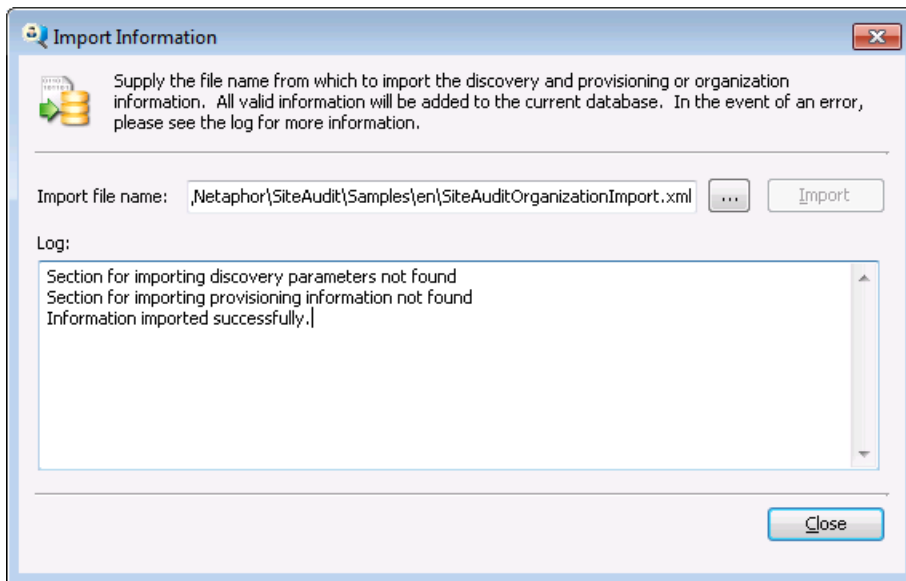 Import Information
Supply the file name from which to import the discovery and provisioning or organization
information. All valid information will be added to the current database. In the event of an error,
please see the log for more information.
Import file name: ,Netaphor\SiteAudit\Samples\en\SiteAuditOrganizationImport.xml ... Import
Log:
Section for importing discovery parameters not found
Section for importing provisioning information not found
Information imported successfully.
Close